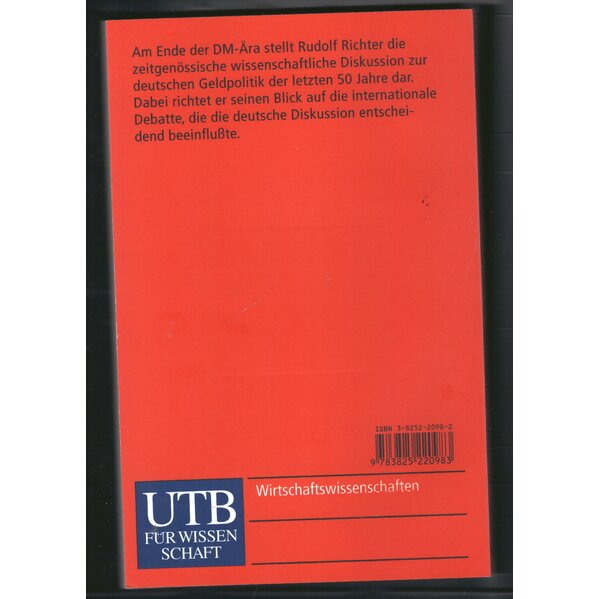 Am Ende der DM-Ära stellt Rudolf Richter die
zeitgenössische wissenschaftliche Diskussion zur
deutschen Geldpolitik der letzten 50 Jahre dar.
Dabei richtet er seinen Blick auf die internationale
Debatte, die die deutsche Diskussion entschei-
dend beeinflußte.
ISBN 3-8252-2098-2
9 783825 220983
Wirtschaftswissenschaften
UTB
FÜR WISSEN
SCHAFT